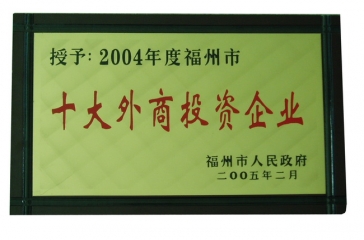 授予：2004年度福州市
十大外商投资企业
福州市人民政府
二00五年二月